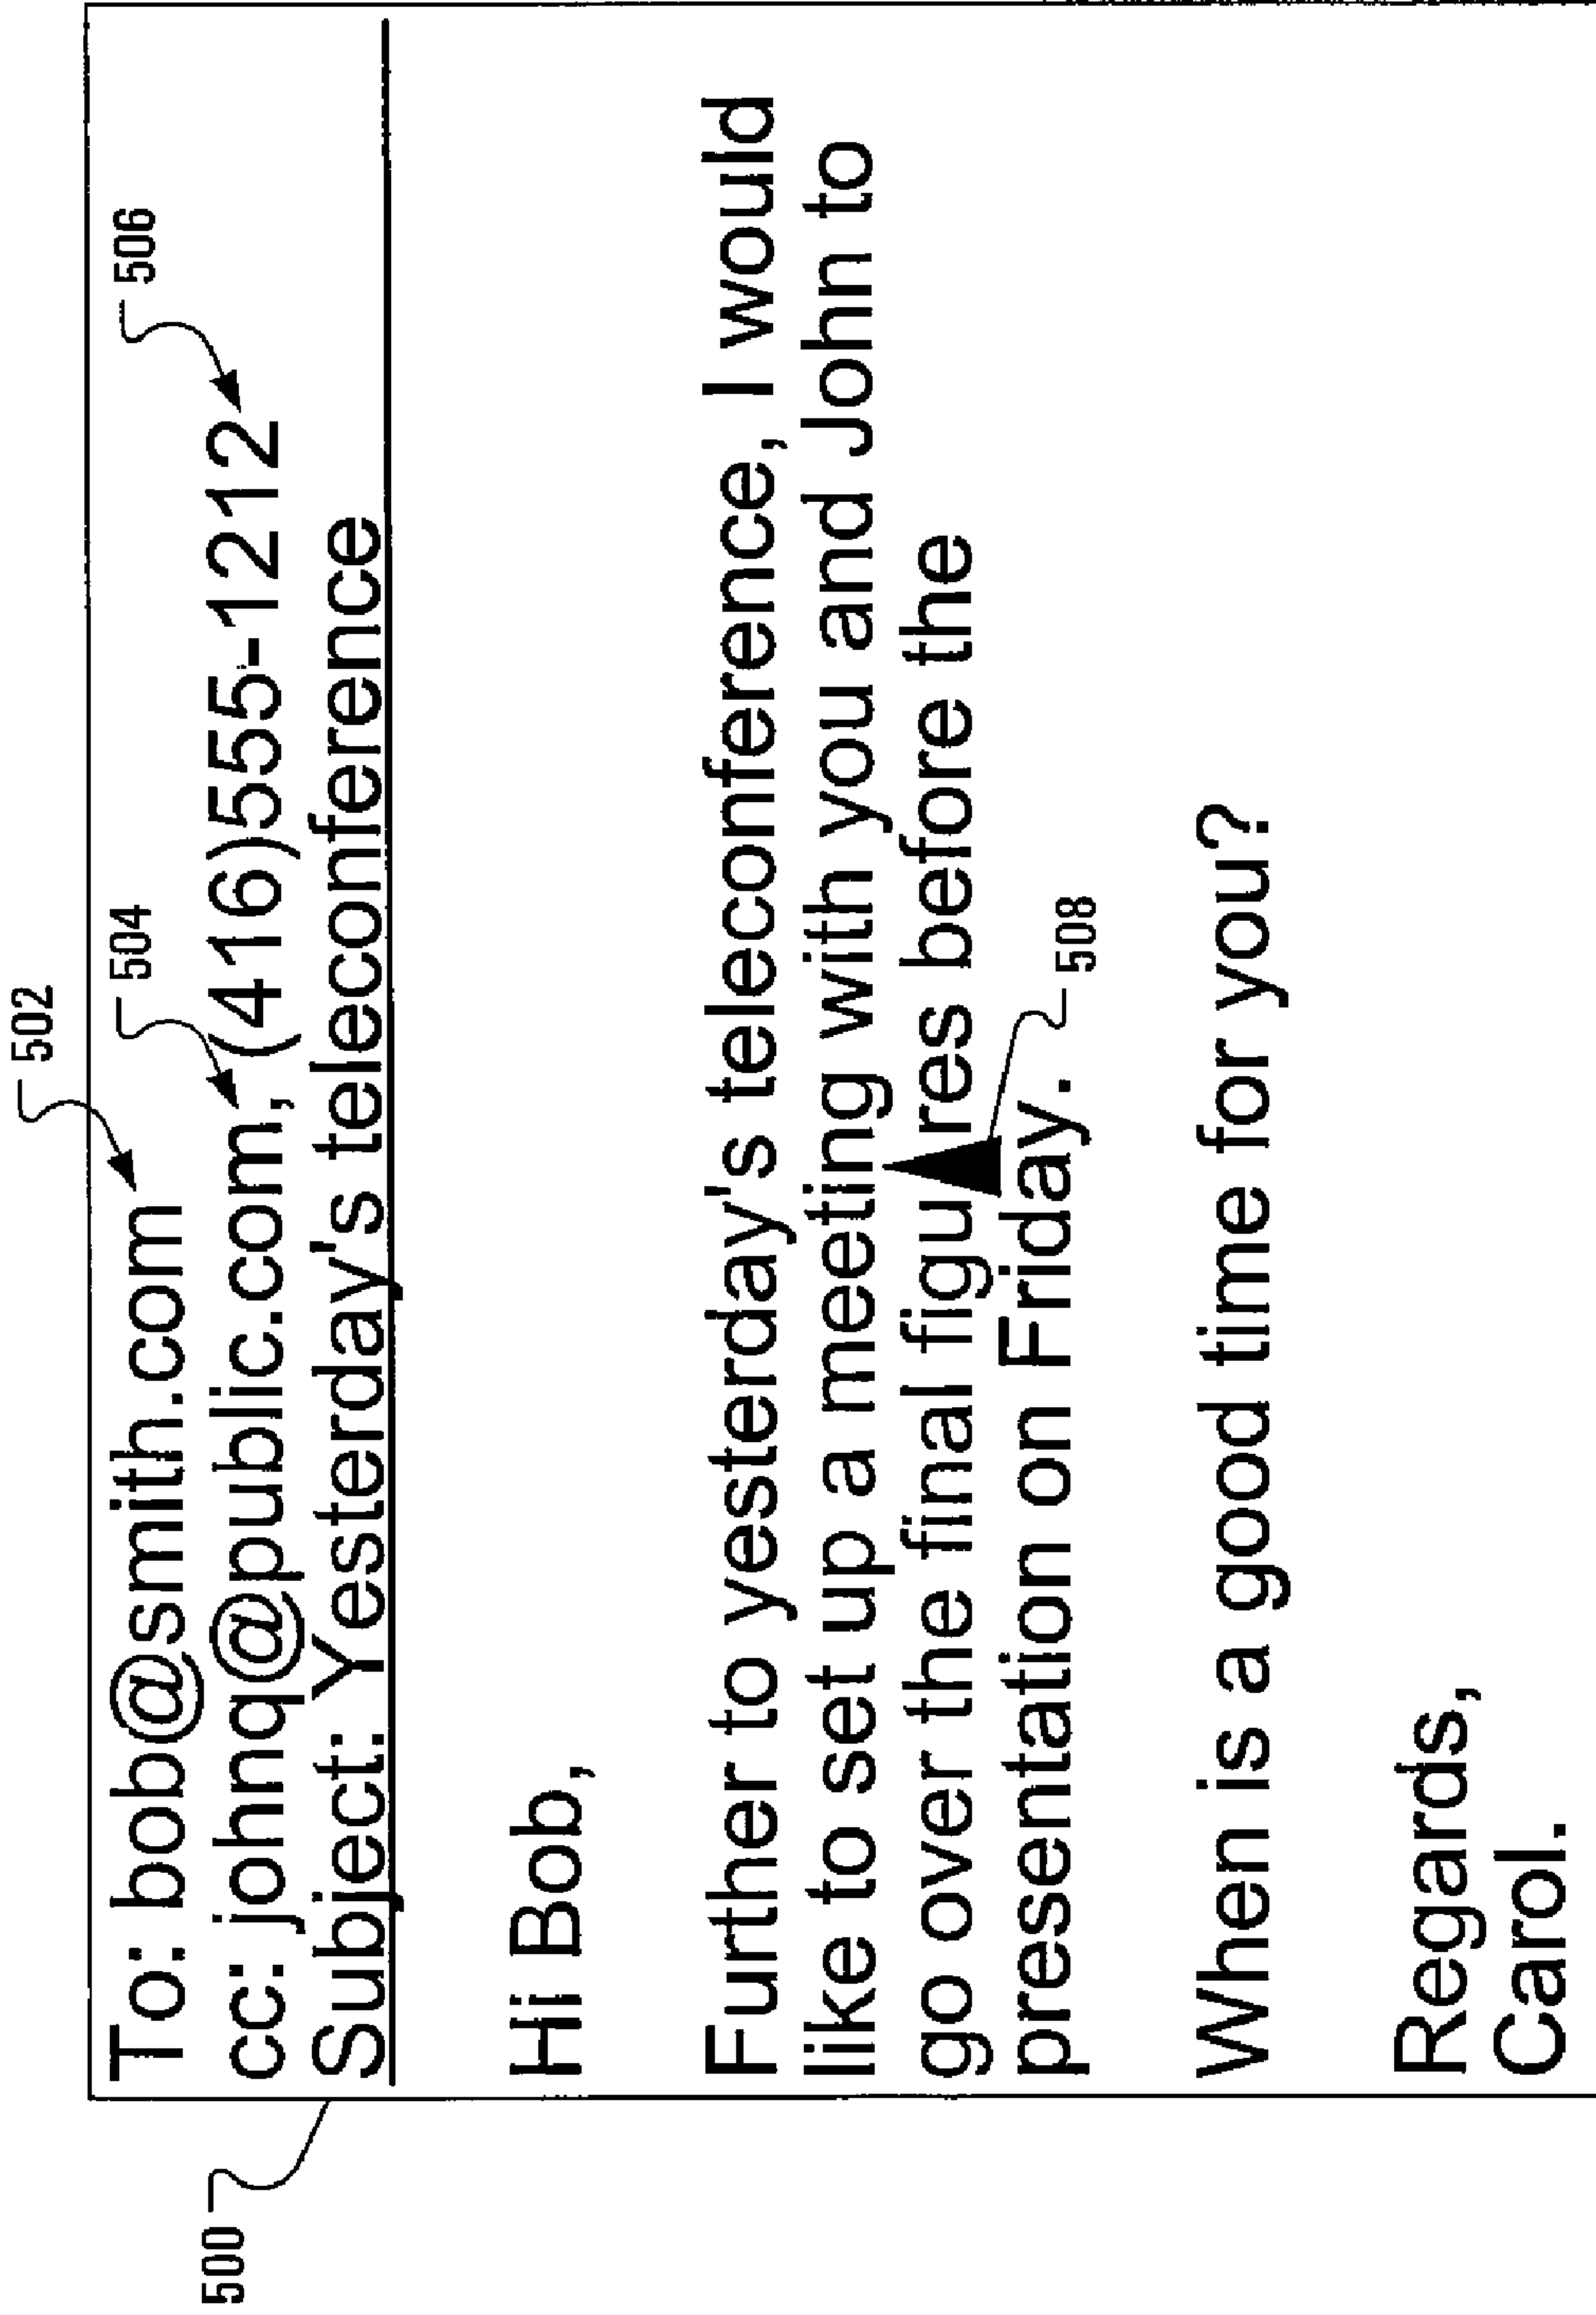 502
504
506
500
To: bob@smith.com
cc: johnq@public.com, (416)555-1212
Subject: Yesterday's teleconference
Hi Bob,
Further to yesterday's teleconference, I would
like to set up a meeting with you and John to
go over the final figu res before the
presentation on Friday.
508
When is a good time for you?
Regards,
Carol.